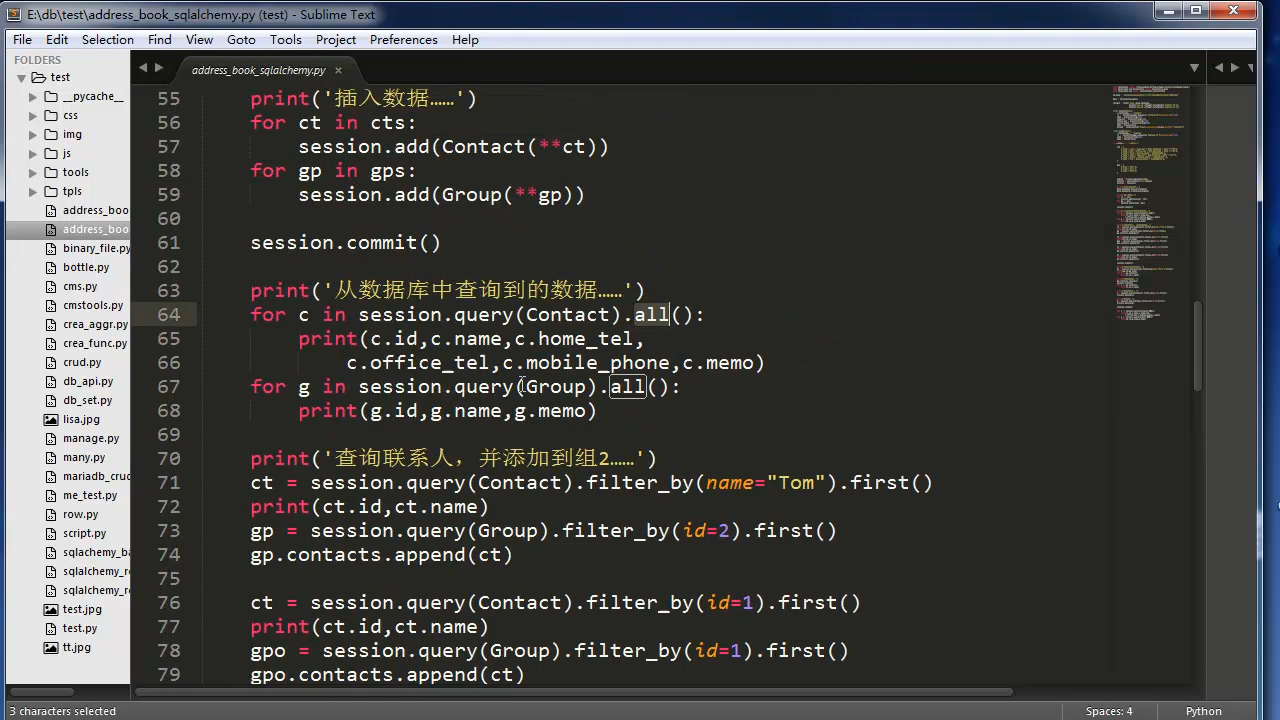 E:\db\test\address_book_sqlalchemy.py (test) - Sublime Text
File Edit Selection Find View Goto Tools Project Preferences Help
FOLDERS
test
__pycache__
css
img
js
tools
tpls
address_boo
address_boo
binary_file.py
bottle.py
cms.py
cmstools.py
crea_aggr.py
crea_func.py
crud.py
db_api.py
db_set.py
lisa.jpg
manage.py
many.py
mariadb_crud
me_test.py
row.py
script.py
sqlalchemy_ba
sqlalchemy_re
sqlalchemy_re
test.jpg
test.py
tt.jpg
address_book_sqlalchemy.py ×
55 print('插入数据……')
56 for ct in cts:
57 session.add(Contact(**ct))
58 for gp in gps:
59 session.add(Group(**gp))
60
61 session.commit()
62
63 print('从数据库中查询到的数据……')
64 for c in session.query(Contact).all():
65 print(c.id,c.name,c.home_tel,
66 c.office_tel,c.mobile_phone,c.memo)
67 for g in session.query(Group).all():
68 print(g.id,g.name,g.memo)
69
70 print('查询联系人，并添加到组2……')
71 ct = session.query(Contact).filter_by(name="Tom").first()
72 print(ct.id,ct.name)
73 gp = session.query(Group).filter_by(id=2).first()
74 gp.contacts.append(ct)
75
76 ct = session.query(Contact).filter_by(id=1).first()
77 print(ct.id,ct.name)
78 gpo = session.query(Group).filter_by(id=1).first()
79 gpo.contacts.append(ct)
3 characters selected
Spaces: 4
Python